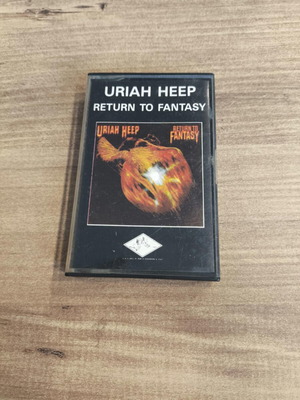 URIAH HEEP
RETURN TO FANTASY
URIAH HEEP
RETURN TO
FANTASY